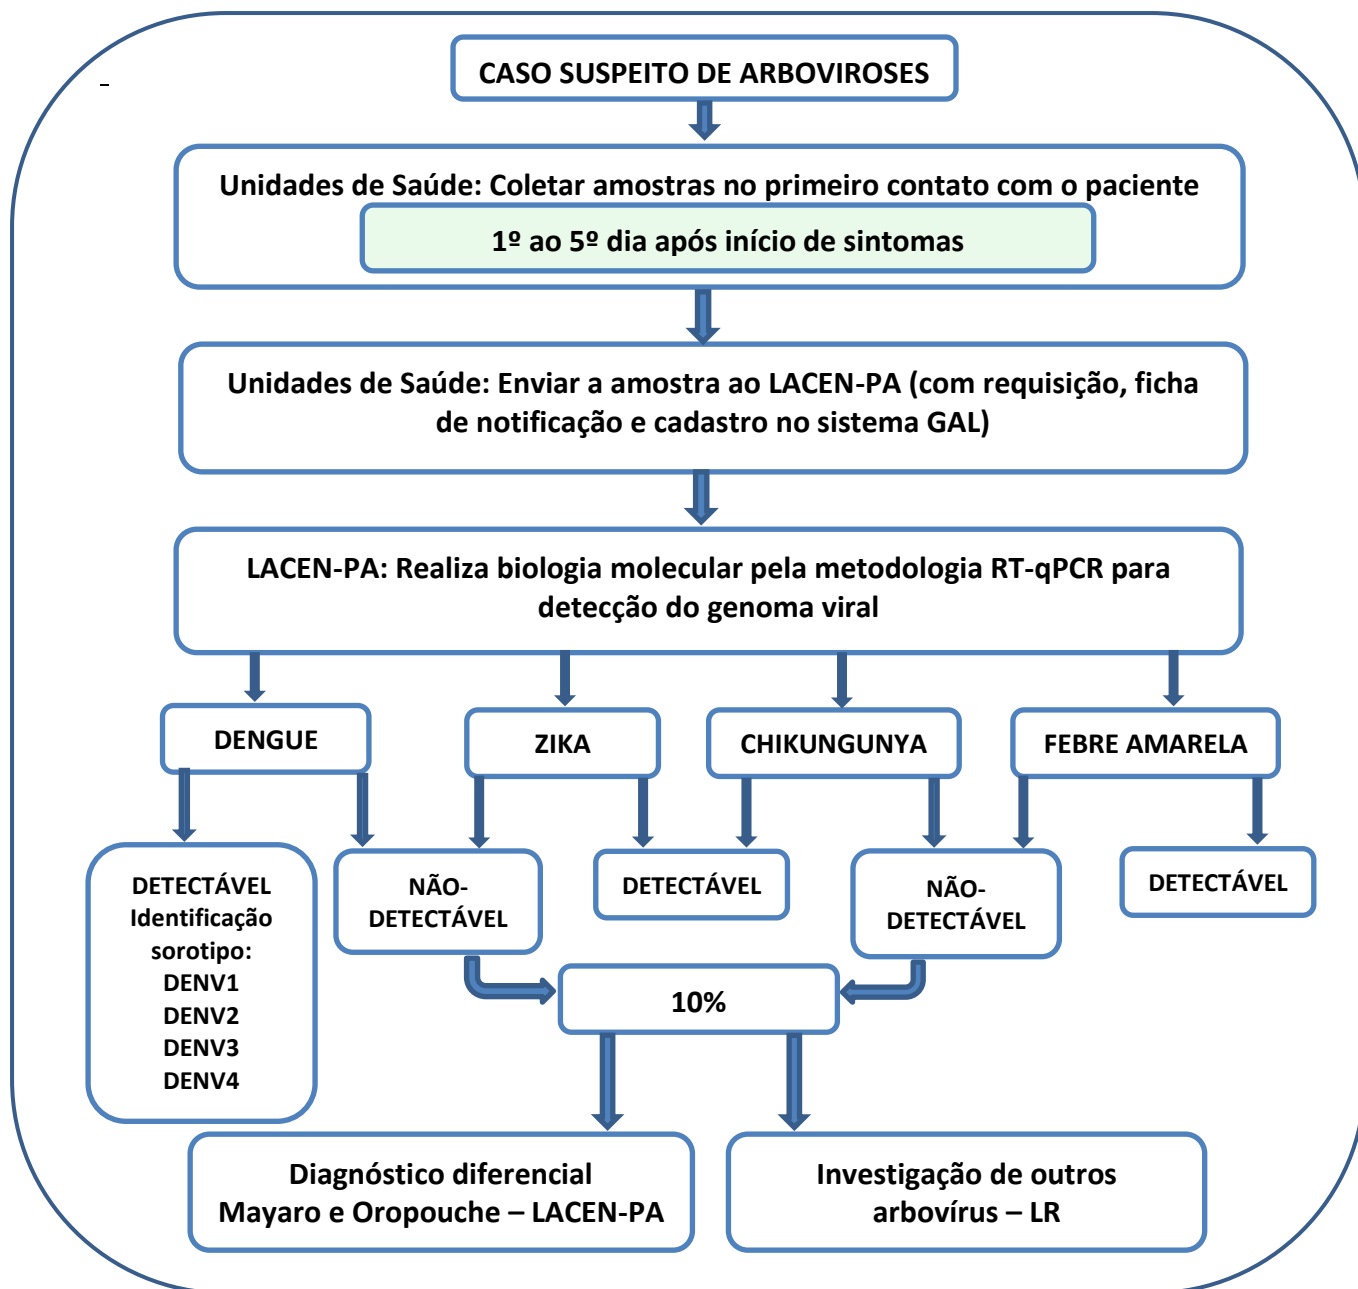 CASO SUSPEITO DE ARBOVIROSES
Unidades de Saúde: Coletar amostras no primeiro contato com o paciente
1º ao 5º dia após início de sintomas
Unidades de Saúde: Enviar a amostra ao LACEN-PA (com requisição, ficha
de notificação e cadastro no sistema GAL)
LACEN-PA: Realiza biologia molecular pela metodologia RT-qPCR para
detecção do genoma viral
DENGUE
ZIKA
CHIKUNGUNYA
FEBRE AMARELA
DETECTÁVEL
Identificação
sorotipo:
DENV1
DENV2
DENV3
DENV4
NÃO-
DETECTÁVEL
DETECTÁVEL
NÃO-
DETECTÁVEL
DETECTÁVEL
10%
Diagnóstico diferencial
Mayaro e Oropouche – LACEN-PA
Investigação de outros
arbovírus – LR